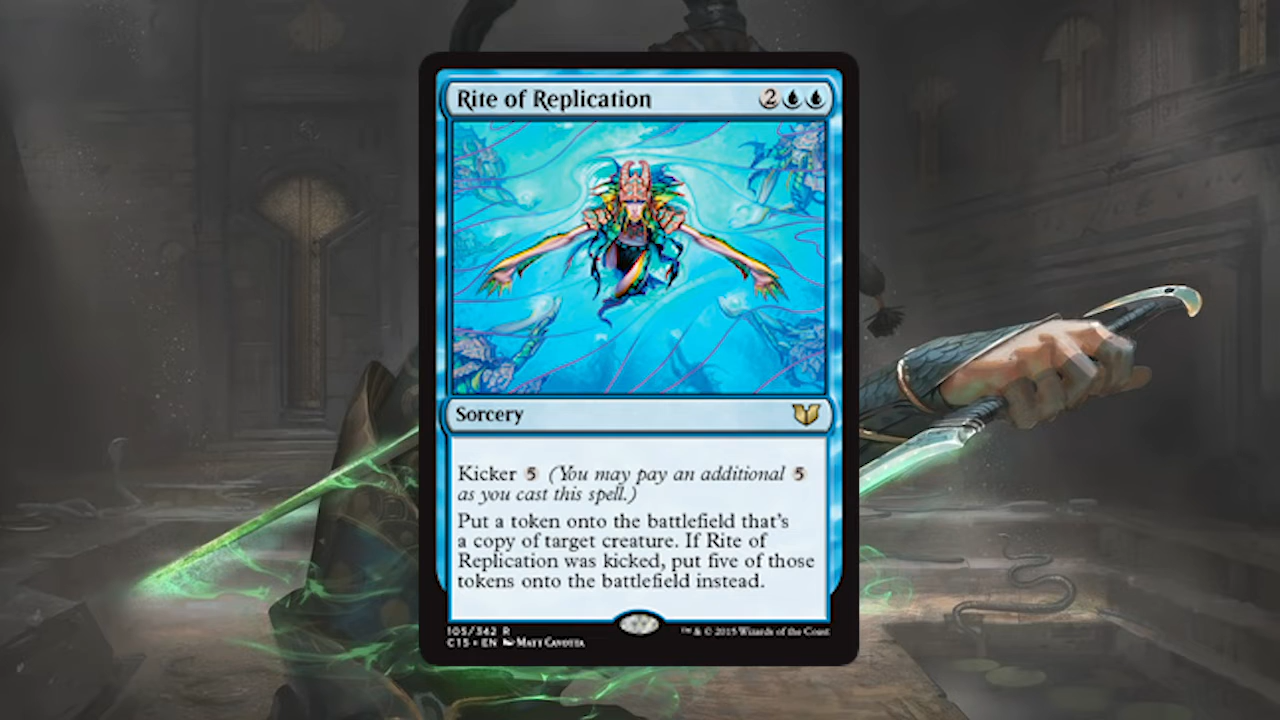 Rite of Replication 2
Sorcery
Kicker 5 (You may pay an additional 5
as you cast this spell.)
Put a token onto the battlefield that's
a copy of target creature. If Rite of
Replication was kicked, put five of those
tokens onto the battlefield instead.
105/342 R
™ & © 2015 Wizards of the Coast
C15 • EN Matt Cavotta